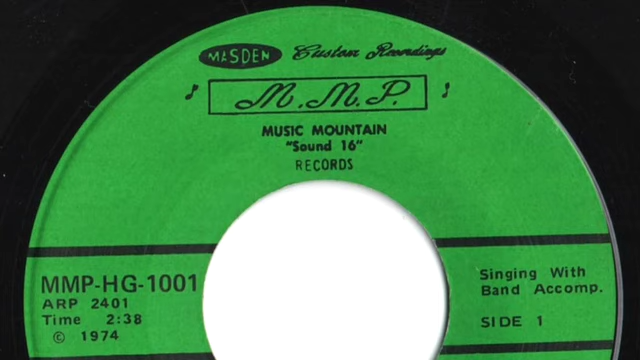 MASDEN Custom Recordings
M.M.P.
MUSIC MOUNTAIN
"Sound 16"
RECORDS
MMP-HG-1001
ARP 2401
Time 2:38
© 1974
Singing With
Band Accomp.
SIDE 1